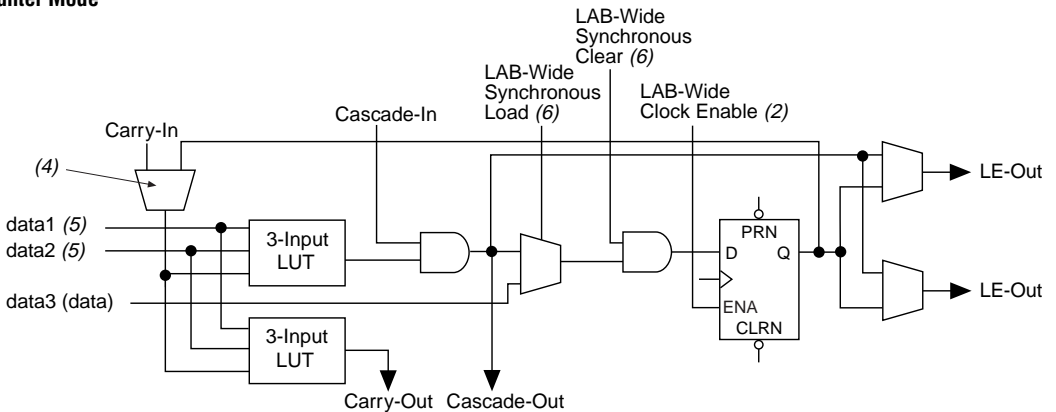 LAB-Wide
Synchronous
Clear (6)
LAB-Wide
Synchronous
Load (6)
LAB-Wide
Clock Enable (2)
Cascade-In
Carry-In
(4)
LE-Out
data1 (5)
data2 (5)
3-Input
LUT
PRN
D
Q
LE-Out
data3 (data)
ENA
CLRN
3-Input
LUT
Carry-Out
Cascade-Out